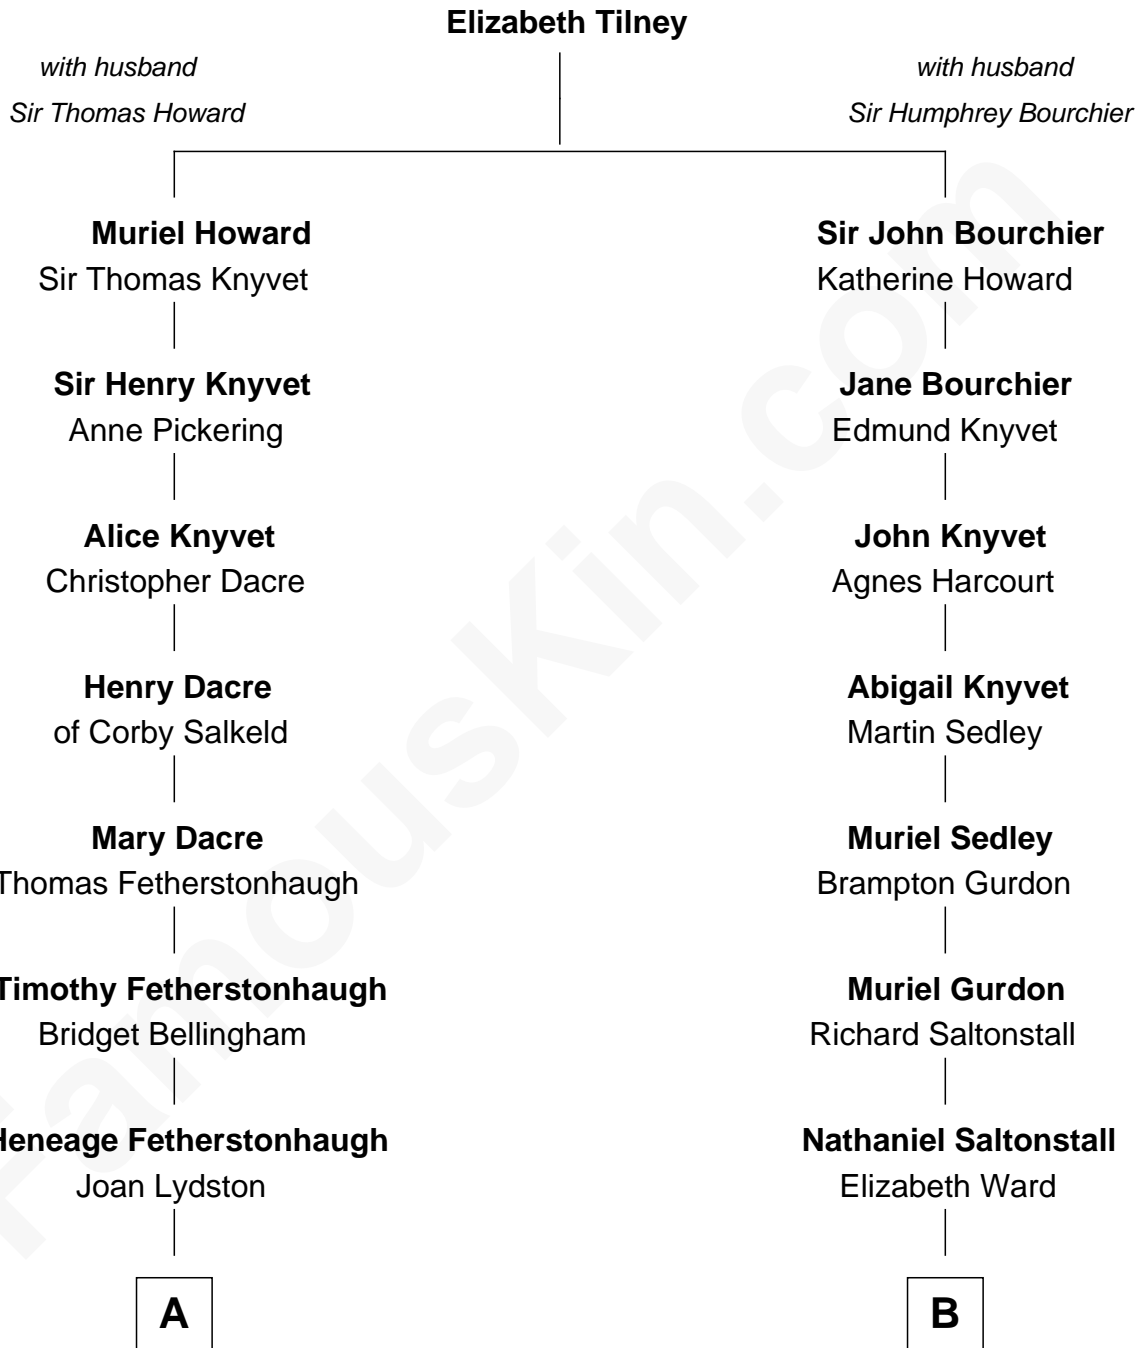 Elizabeth Tilney
with husband
Sir Thomas Howard
with husband
Sir Humphrey Bourchier
Muriel Howard
Sir Thomas Knyvet
Sir John Bourchier
Katherine Howard
Sir Henry Knyvet
Anne Pickering
Jane Bourchier
Edmund Knyvet
Alice Knyvet
Christopher Dacre
John Knyvet
Agnes Harcourt
Henry Dacre
of Corby Salkeld
Abigail Knyvet
Martin Sedley
Mary Dacre
Thomas Fetherstonhaugh
Muriel Sedley
Brampton Gurdon
Timothy Fetherstonhaugh
Bridget Bellingham
Muriel Gurdon
Richard Saltonstall
Heneage Fetherstonhaugh
Joan Lydston
Nathaniel Saltonstall
Elizabeth Ward
A
B
FamousKin.com